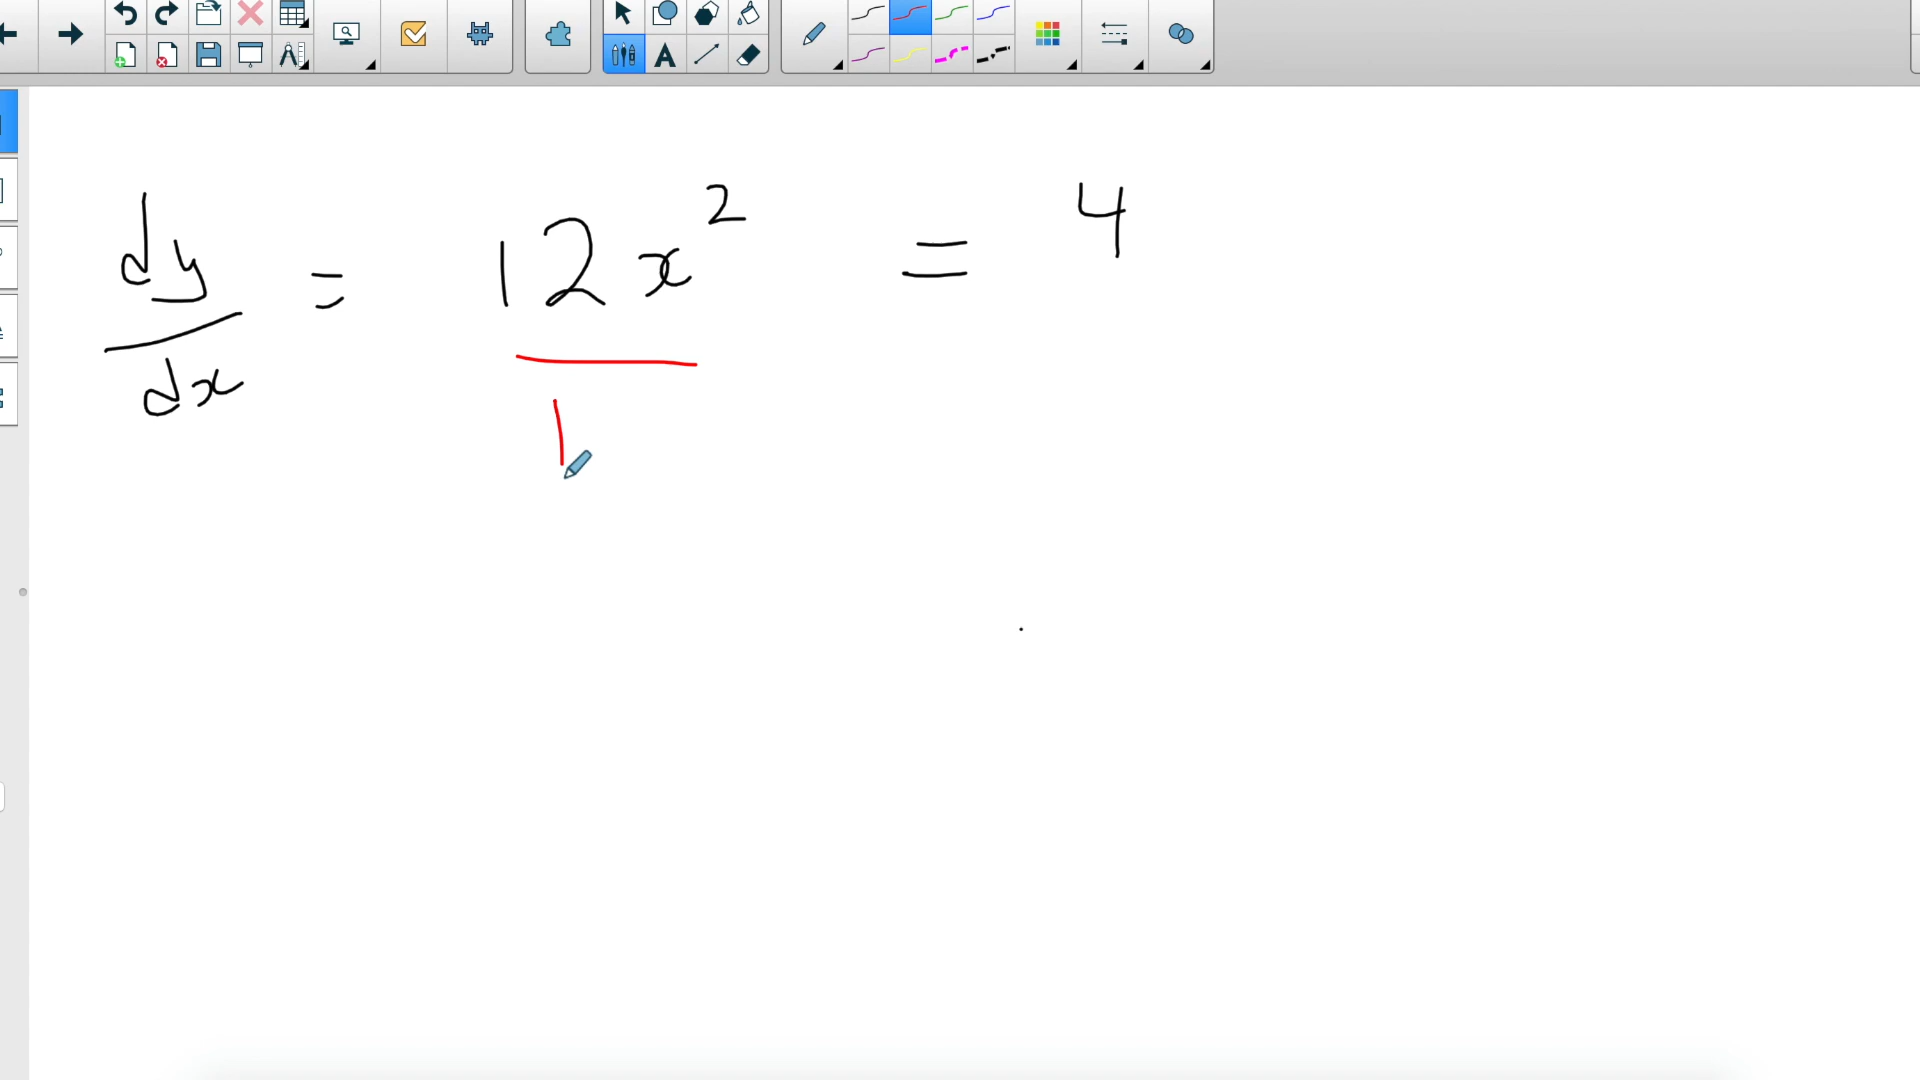 dy/dx = 12x² = 4
1